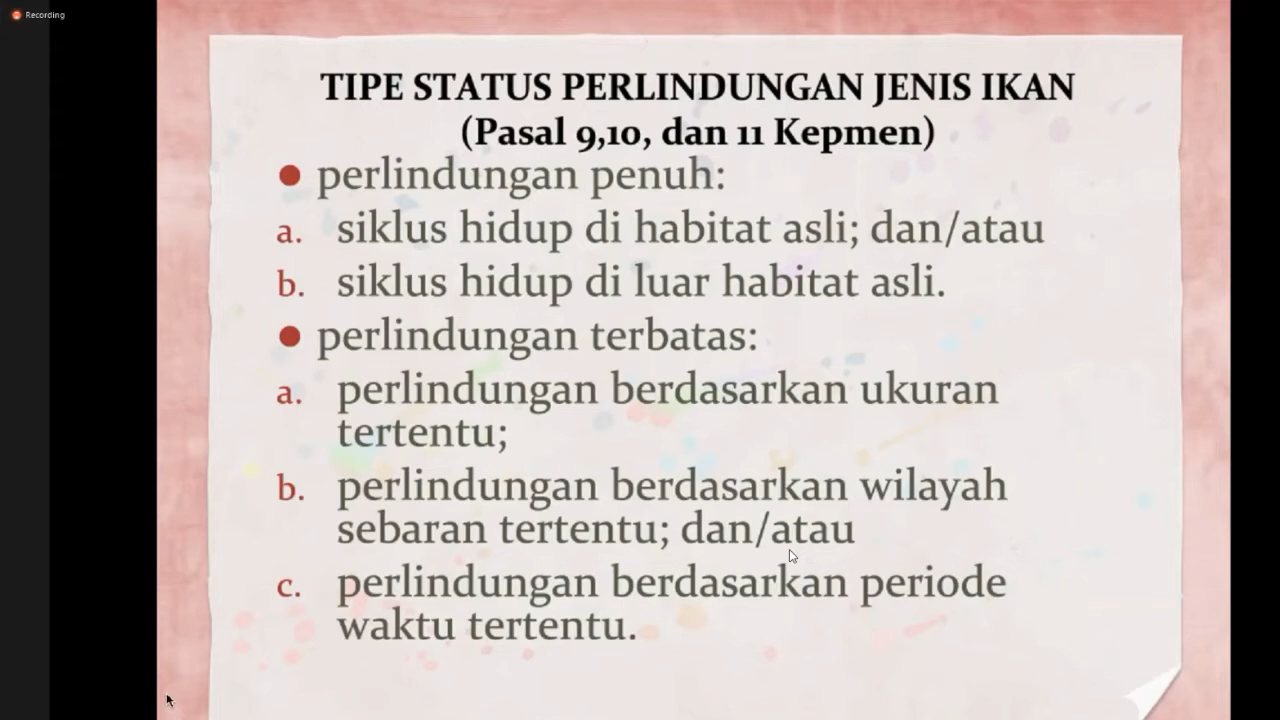 Recording
TIPE STATUS PERLINDUNGAN JENIS IKAN
(Pasal 9,10, dan 11 Kepmen)
● perlindungan penuh:
a. siklus hidup di habitat asli; dan/atau
b. siklus hidup di luar habitat asli.
● perlindungan terbatas:
a. perlindungan berdasarkan ukuran
tertentu;
b. perlindungan berdasarkan wilayah
sebaran tertentu; dan/atau
c. perlindungan berdasarkan periode
waktu tertentu.